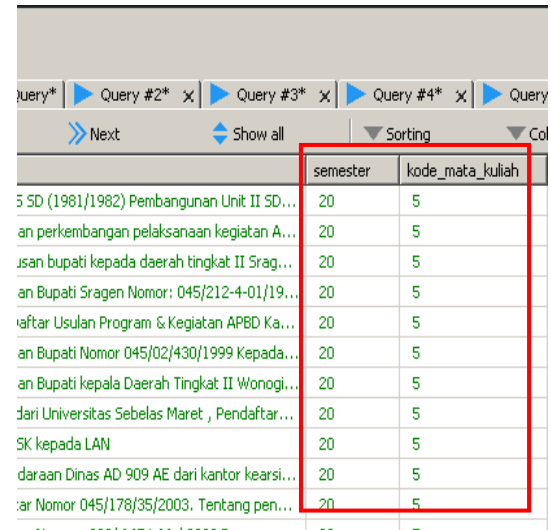 Query* Query #2* x Query #3* x Query #4* x Query
Next Show all Sorting Col
semester kode_mata_kuliah
5 SD (1981/1982) Pembangunan Unit II SD... 20 5
an perkembangan pelaksanaan kegiatan A... 20 5
usan bupati kepada daerah tingkat II Srag... 20 5
an Bupati Sragen Nomor: 045/212-4-01/19... 20 5
aftar Usulan Program & Kegiatan APBD Ka... 20 5
an Bupati Nomor 045/02/430/1999 Kepada... 20 5
an Bupati kepala Daerah Tingkat II Wonogi... 20 5
dari Universitas Sebelas Maret , Pendaftar... 20 5
SK kepada LAN 20 5
daraan Dinas AD 909 AE dari kantor kearsi... 20 5
ar Nomor 045/178/35/2003. Tentang pen... 20 5